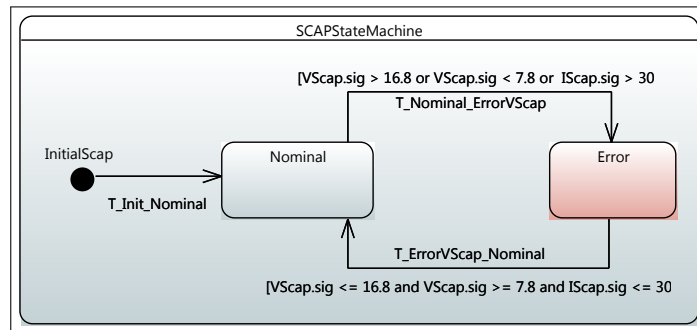 SCAPStateMachine
[VScap.sig > 16.8 or VScap.sig < 7.8 or IScap.sig > 30
T_Nominal_ErrorVScap
InitialScap
Nominal
Error
T_Init_Nominal
T_ErrorVScap_Nominal
[VScap.sig <= 16.8 and VScap.sig >= 7.8 and IScap.sig <= 30